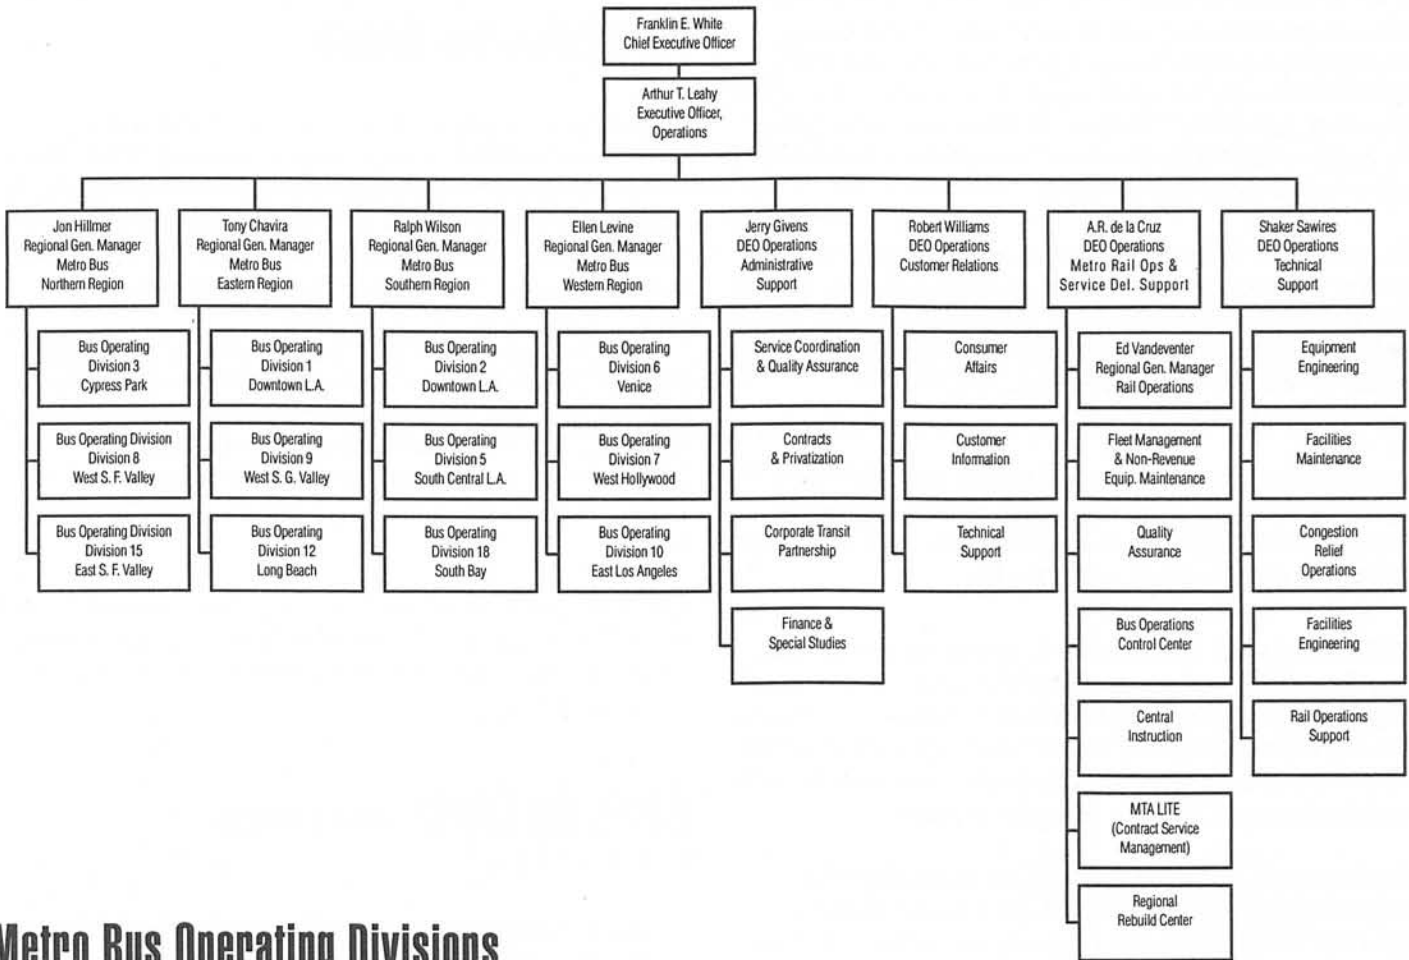 Franklin E. White
Chief Executive Officer
Arthur T. Leahy
Executive Officer,
Operations
Jon Hillmer
Regional Gen. Manager
Metro Bus
Northern Region
Tony Chavira
Regional Gen. Manager
Metro Bus
Eastern Region
Ralph Wilson
Regional Gen. Manager
Metro Bus
Southern Region
Ellen Levine
Regional Gen. Manager
Metro Bus
Western Region
Jerry Givens
DEO Operations
Administrative
Support
Robert Williams
DEO Operations
Customer Relations
A.R. de la Cruz
DEO Operations
Metro Rail Ops &
Service Del. Support
Shaker Sawires
DEO Operations
Technical
Support
Bus Operating
Division 3
Cypress Park
Bus Operating Division
Division 8
West S. F. Valley
Bus Operating Division
Division 15
East S. F. Valley
Bus Operating
Division 1
Downtown L.A.
Bus Operating
Division 9
West S. G. Valley
Bus Operating
Division 12
Long Beach
Bus Operating
Division 2
Downtown L.A.
Bus Operating
Division 5
South Central L.A.
Bus Operating
Division 18
South Bay
Bus Operating
Division 6
Venice
Bus Operating
Division 7
West Hollywood
Bus Operating
Division 10
East Los Angeles
Service Coordination
& Quality Assurance
Contracts
& Privatization
Corporate Transit
Partnership
Finance &
Special Studies
Consumer
Affairs
Customer
Information
Technical
Support
Ed Vandeventer
Regional Gen. Manager
Rail Operations
Fleet Management
& Non-Revenue
Equip. Maintenance
Quality
Assurance
Bus Operations
Control Center
Central
Instruction
MTA LITE
(Contract Service
Management)
Regional
Rebuild Center
Equipment
Engineering
Facilities
Maintenance
Congestion
Relief
Operations
Facilities
Engineering
Rail Operations
Support
Metro Bus Operating Divisions